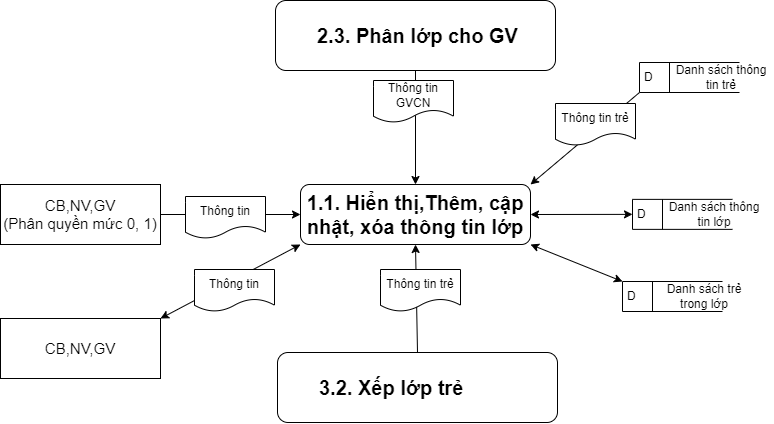 2.3. Phân lớp cho GV
Thông tin
GVCN
D
Danh sách thông
tin trẻ
Thông tin trẻ
CB,NV,GV
(Phân quyền mức 0, 1)
Thông tin
1.1. Hiển thị,Thêm, cập
nhật, xóa thông tin lớp
D
Danh sách thông
tin lớp
Thông tin
Thông tin trẻ
D
Danh sách trẻ
trong lớp
CB,NV,GV
3.2. Xếp lớp trẻ